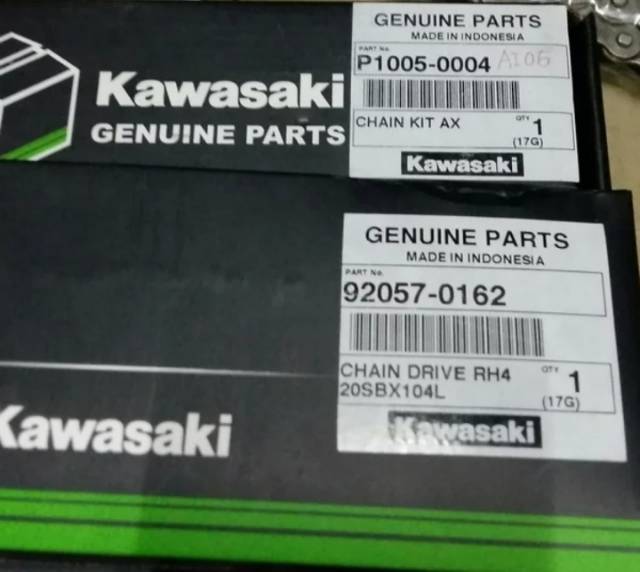 GENUINE PARTS
MADE IN INDONESIA
PART No.
P1005-0004 AI06
CHAIN KIT AX
QTY 1
(17G)
Kawasaki
Kawasaki
GENUINE PARTS
GENUINE PARTS
MADE IN INDONESIA
PART No.
92057-0162
CHAIN DRIVE RH4
20SBX104L
QTY 1
(17G)
Kawasaki
Kawasaki